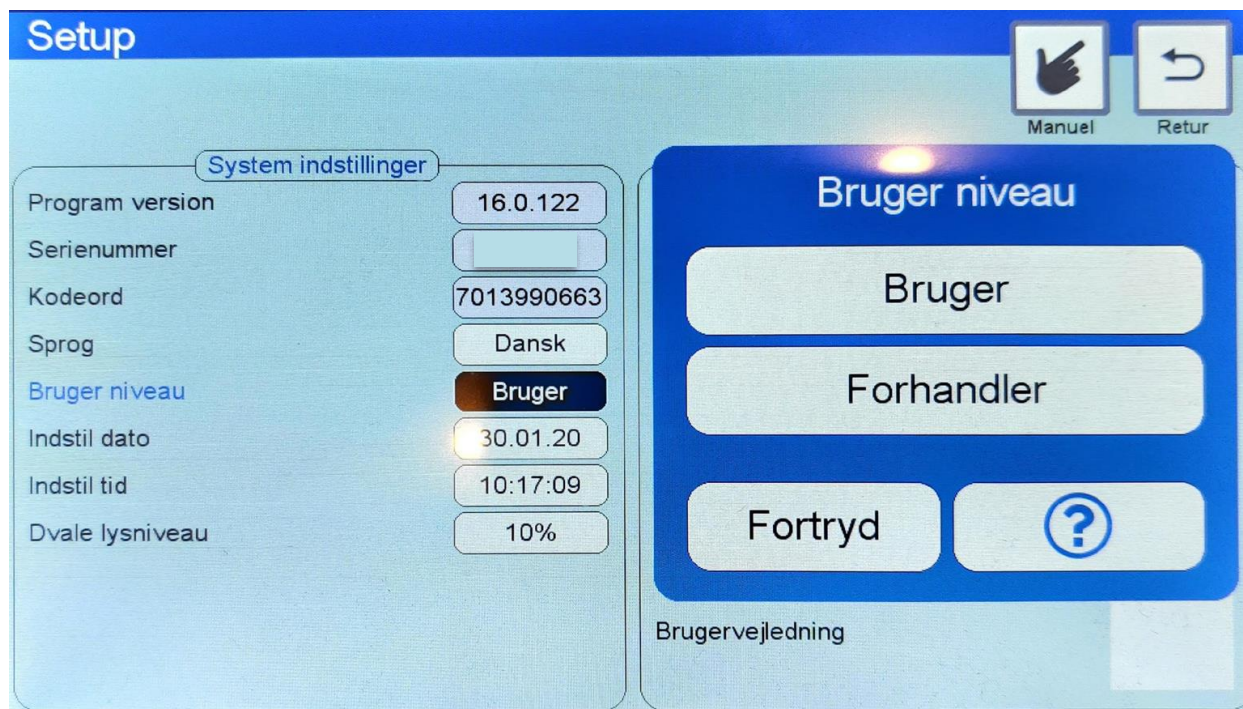 Setup
Manuel
Retur
System indstillinger
Program version
16.0.122
Serienummer
Kodeord
7013990663
Sprog
Dansk
Bruger niveau
Bruger
Indstil dato
30.01.20
Indstil tid
10:17:09
Dvale lysniveau
10%
Bruger niveau
Bruger
Forhandler
Fortryd
?
Brugervejledning